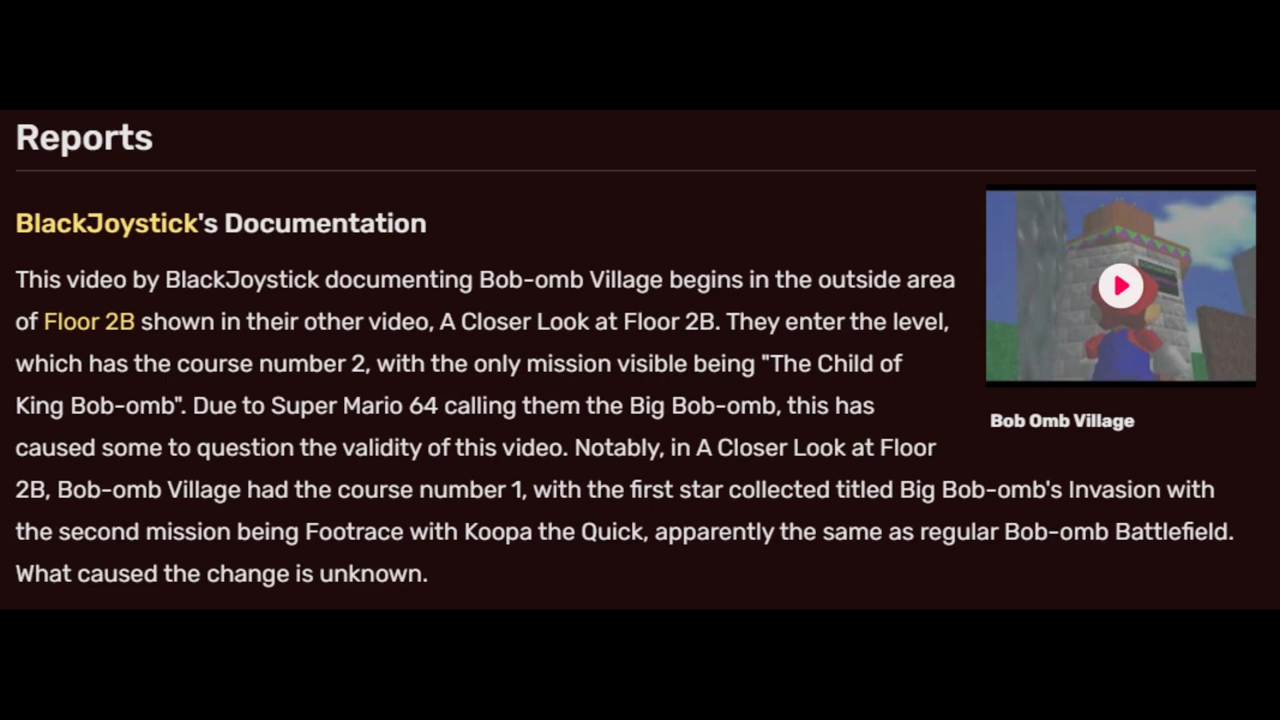 Reports
BlackJoystick's Documentation
This video by BlackJoystick documenting Bob-omb Village begins in the outside area
of Floor 2B shown in their other video, A Closer Look at Floor 2B. They enter the level,
which has the course number 2, with the only mission visible being "The Child of
King Bob-omb". Due to Super Mario 64 calling them the Big Bob-omb, this has
caused some to question the validity of this video. Notably, in A Closer Look at Floor
2B, Bob-omb Village had the course number 1, with the first star collected titled Big Bob-omb's Invasion with
the second mission being Footrace with Koopa the Quick, apparently the same as regular Bob-omb Battlefield.
What caused the change is unknown.
Bob Omb Village